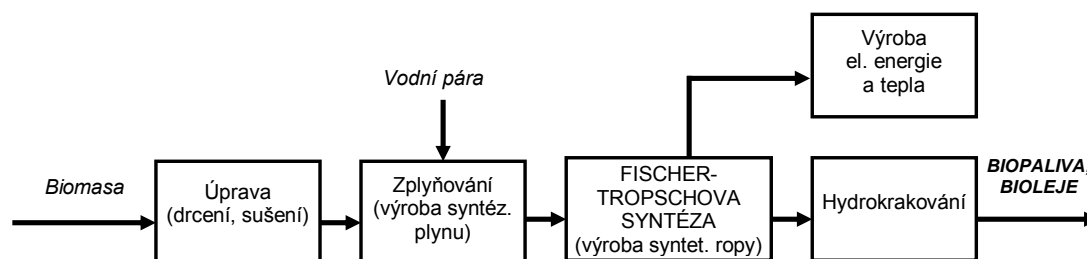 Biomasa
Úprava
(drcení, sušení)
Vodní pára
Zplyňování
(výroba syntéz.
plynu)
FISCHER-
TROPSCHOVA
SYNTÉZA
(výroba syntet. ropy)
Výroba
el. energie
a tepla
Hydrokrakování
BIOPALIVA,
BIOLEJE